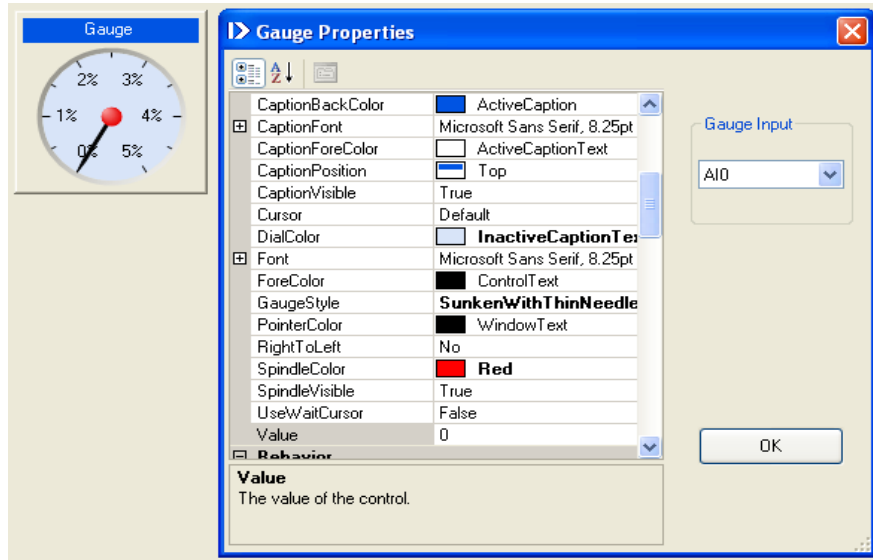 Gauge
2% 3%
1% 4%
0% 5%
Gauge Properties
CaptionBackColor ActiveCaption
CaptionFont Microsoft Sans Serif, 8.25pt
CaptionForeColor ActiveCaptionText
CaptionPosition Top
CaptionVisible True
Cursor Default
DialColor InactiveCaptionTe
Font Microsoft Sans Serif, 8.25pt
ForeColor ControlText
GaugeStyle SunkenWithThinNeedle
PointerColor WindowText
RightToLeft No
SpindleColor Red
SpindleVisible True
UseWaitCursor False
Value 0
Behavior
Value
The value of the control.
Gauge Input
AI0
OK